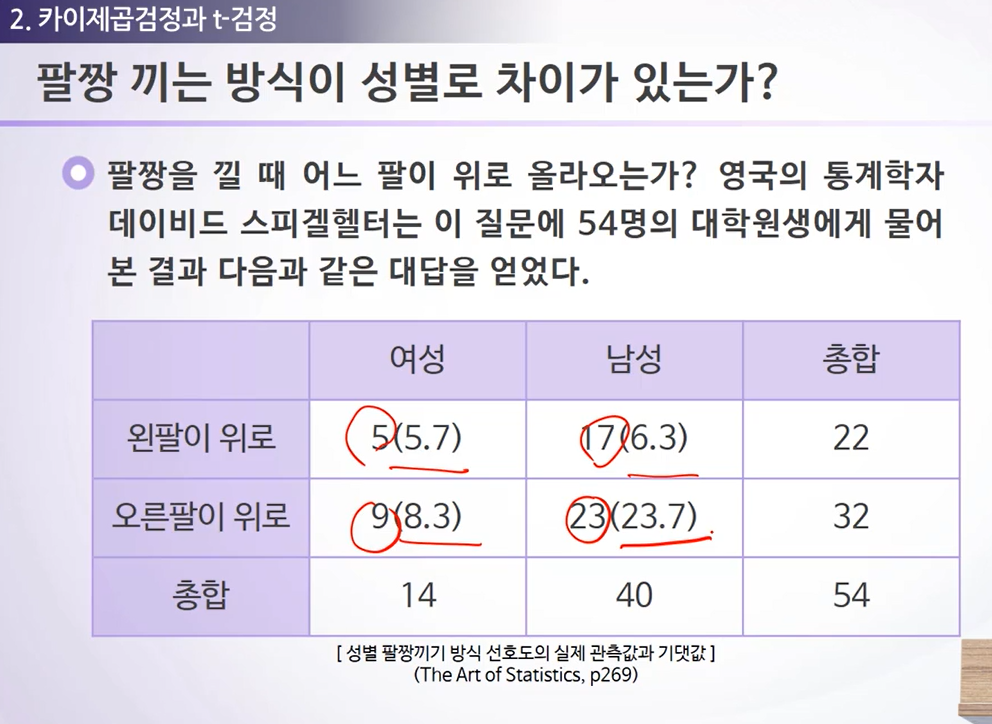 2. 카이제곱검정과 t-검정
팔짱 끼는 방식이 성별로 차이가 있는가?
팔짱을 낄 때 어느 팔이 위로 올라오는가? 영국의 통계학자
데이비드 스피겔헬터는 이 질문에 54명의 대학원생에게 물어
본 결과 다음과 같은 대답을 얻었다.
여성 남성 총합
왼팔이 위로 5(5.7) 17(6.3) 22
오른팔이 위로 9(8.3) 23(23.7) 32
총합 14 40 54
[ 성별 팔짱끼기 방식 선호도의 실제 관측값과 기댓값 ]
(The Art of Statistics, p269)